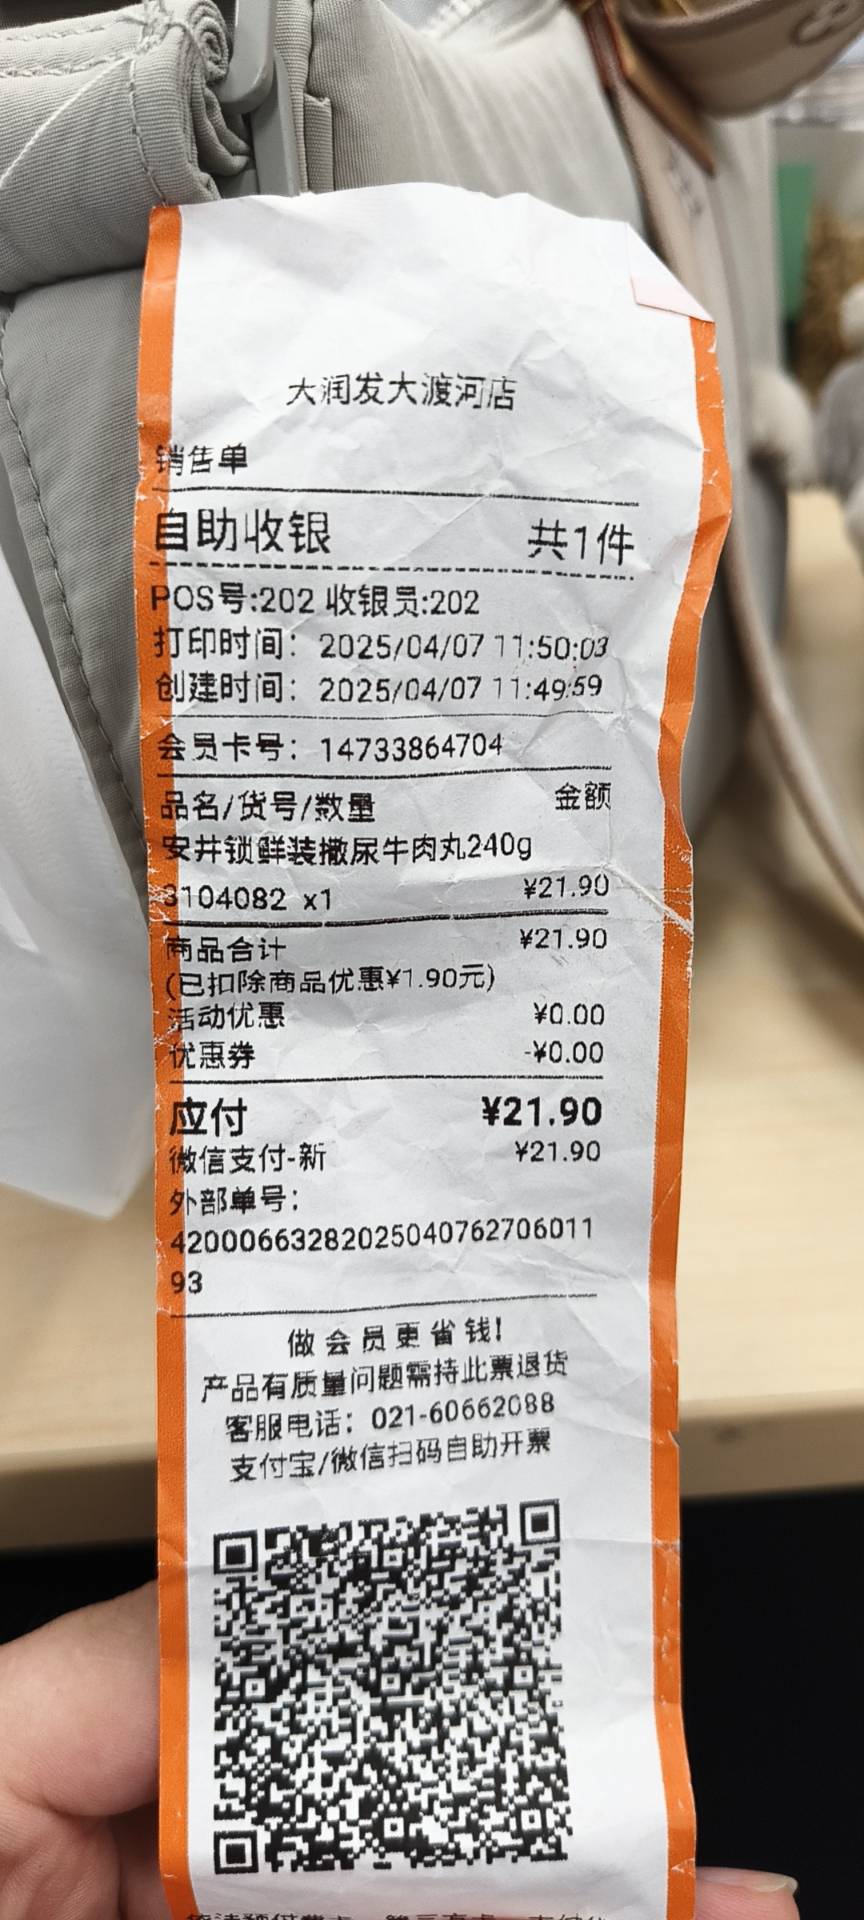 大润发大渡河店
销售单
自助收银 共1件
POS号:202 收银员:202
打印时间： 2025/04/07 11:50:03
创建时间： 2025/04/07 11:49:59
会员卡号： 14733864704
品名/货号/数量 金额
安井锁鲜装撒尿牛肉丸240g
3104082 x1 ¥21.90
商品合计 ¥21.90
(已扣除商品优惠¥1.90元)
活动优惠 ¥0.00
优惠券 -¥0.00
应付 ¥21.90
微信支付-新 ¥21.90
外部单号：
42000663282025040762706011
93
做会员更省钱!
产品有质量问题需持此票退货
客服电话： 021-60662088
支付宝/微信扫码自助开票